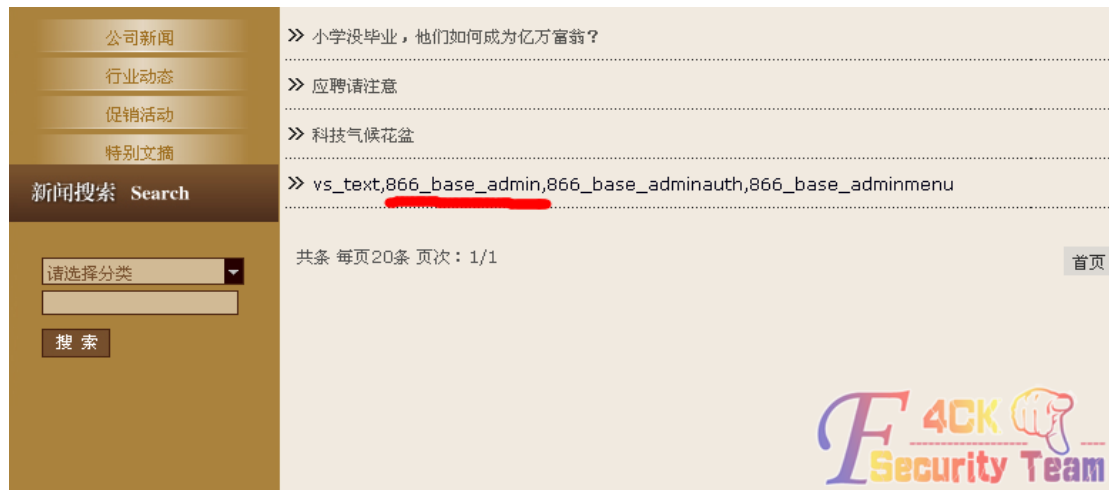 公司新闻
行业动态
促销活动
特别文摘
新闻搜索 Search
请选择分类
搜 索
» 小学没毕业，他们如何成为亿万富翁？
» 应聘请注意
» 科技气候花盆
» vs_text,866_base_admin,866_base_adminauth,866_base_adminmenu
共条 每页20条 页次：1/1
首页
F4CK
Security Team